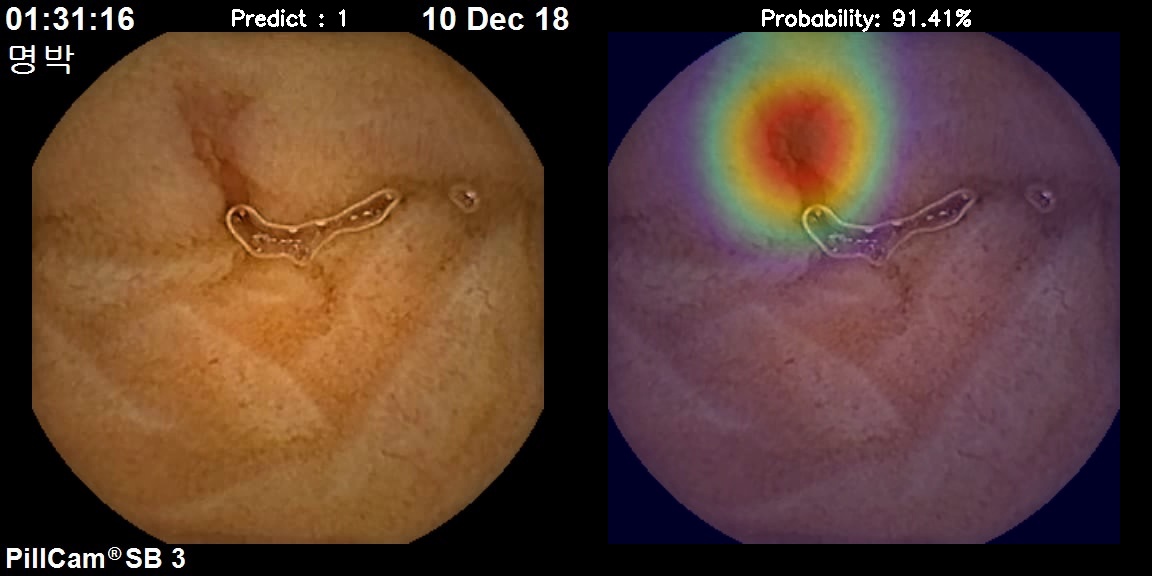 01:31:16
Predict : 1
10 Dec 18
Probability: 91.41%
명박
PillCam® SB 3